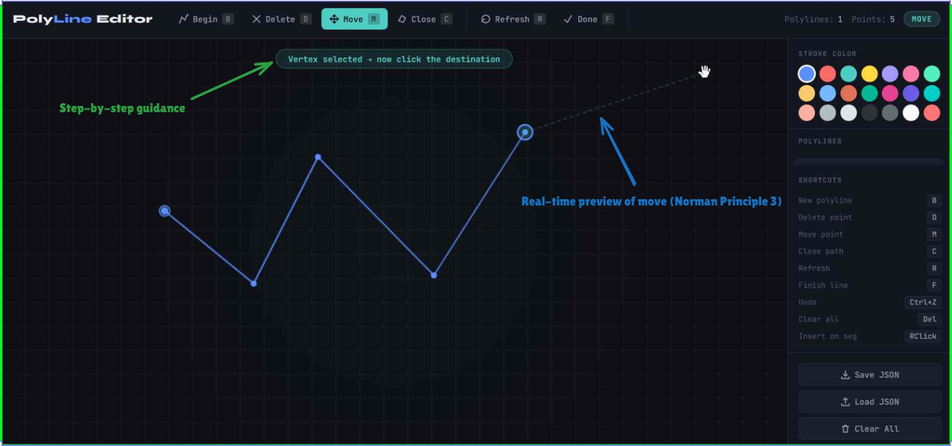 PolyLine Editor
Begin B
Delete D
Move M
Close C
Refresh R
Done F
Polylines: 1 Points: 5
MOVE
Vertex selected → now click the destination
Step-by-step guidance
Real-time preview of move (Norman Principle 3)
STROKE COLOR
POLYLINES
SHORTCUTS
New polyline B
Delete point D
Move point M
Close path C
Refresh R
Finish line F
Undo Ctrl+Z
Clear all Del
Insert on seg RClick
Save JSON
Load JSON
Clear All